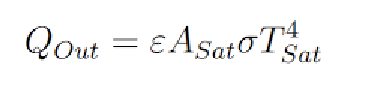 Q_{Out} = εA_{Sat}σT_{Sat}^{4}